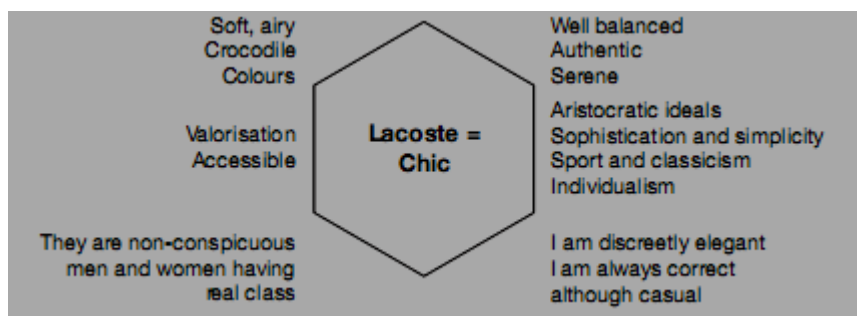 Soft, airy
Crocodile
Colours
Well balanced
Authentic
Serene
Valorisation
Accessible
Lacoste =
Chic
Aristocratic ideals
Sophistication and simplicity
Sport and classicism
Individualism
They are non-conspicuous
men and women having
real class
I am discreetly elegant
I am always correct
although casual